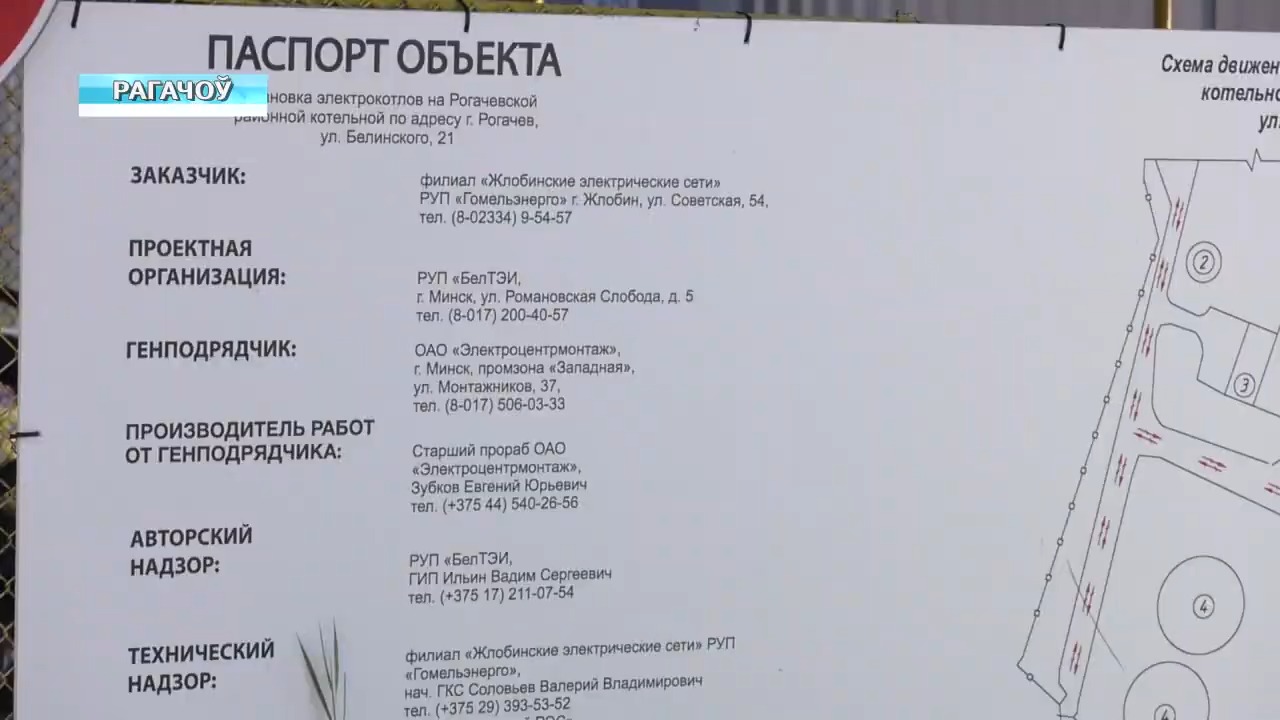 ПАСПОРТ ОБЪЕКТА
РАГАЧОЎ
электрокотлов на Рогачевской
районной котельной по адресу г. Рогачев,
ул. Белинского, 21
ЗАКАЗЧИК:
филиал «Жлобинские электрические сети»
РУП «Гомельэнерго» г. Жлобин, ул. Советская, 54,
тел. (8-02334) 9-54-57
ПРОЕКТНАЯ
ОРГАНИЗАЦИЯ:
РУП «БелТЭИ,
г. Минск, ул. Романовская Слобода, д. 5
тел. (8-017) 200-40-57
ГЕНПОДРЯДЧИК:
ОАО «Электроцентрмонтаж»,
г. Минск, промзона «Западная»,
ул. Монтажников, 37,
тел. (8-017) 506-03-33
ПРОИЗВОДИТЕЛЬ РАБОТ
ОТ ГЕНПОДРЯДЧИКА:
Старший прораб ОАО
«Электроцентрмонтаж»,
Зубков Евгений Юрьевич
тел. (+375 44) 540-26-56
АВТОРСКИЙ
НАДЗОР:
РУП «БелТЭИ,
ГИП Ильин Вадим Сергеевич
тел. (+375 17) 211-07-54
ТЕХНИЧЕСКИЙ
НАДЗОР:
филиал «Жлобинские электрические сети» РУП
«Гомельэнерго»,
нач. ГКС Соловьев Валерий Владимирович
тел. (+375 29) 393-53-52
Схема движен
котельно
ул.
2
3
4
4